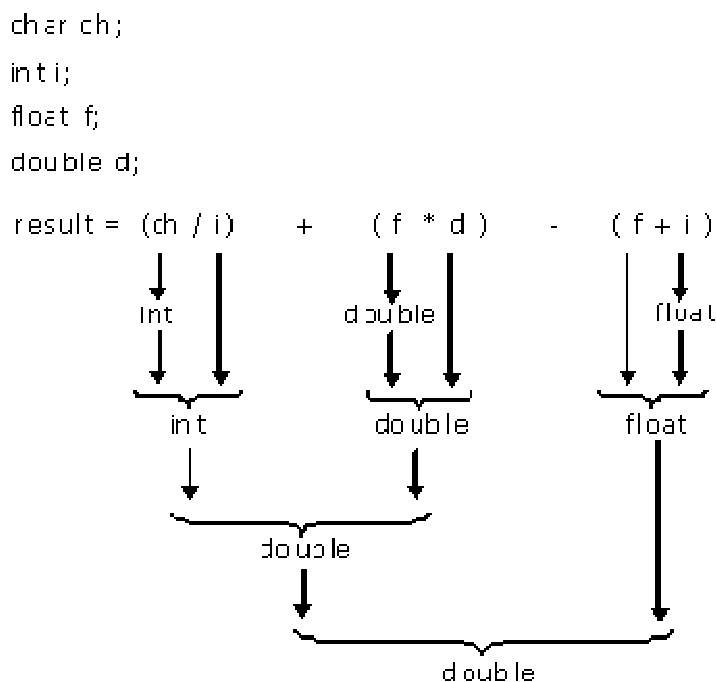 char ch;
int i;
float f;
double d;
result = (ch / i) + ( f * d ) - ( f + i )
int double float
int double float
double
double